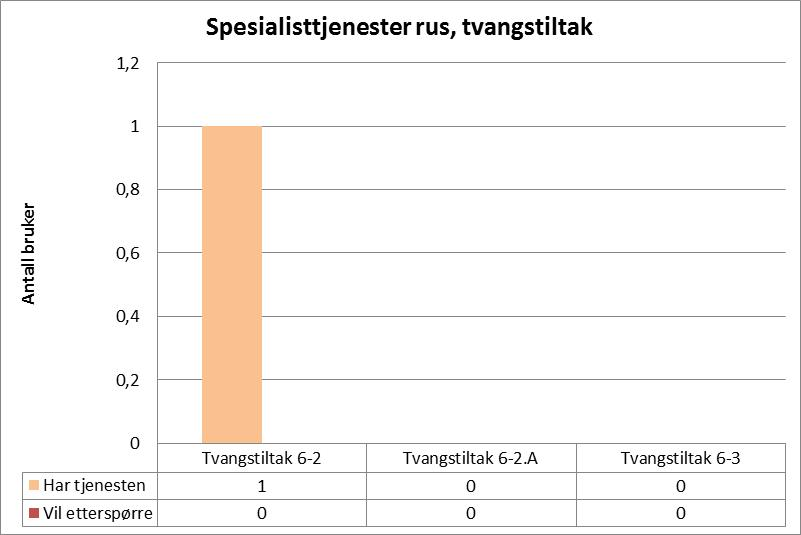 Spesialisttjenester rus, tvangstiltak
Antall bruker
1,2
1
0,8
0,6
0,4
0,2
0
Tvangstiltak 6-2 Tvangstiltak 6-2.A Tvangstiltak 6-3
Har tjenesten 1 0 0
Vil etterspørre 0 0 0